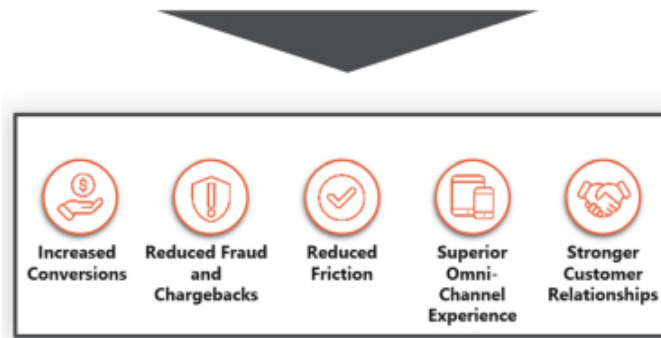 $
Increased
Conversions
Reduced Fraud
and
Chargebacks
Reduced
Friction
Superior
Omni-
Channel
Experience
Stronger
Customer
Relationships